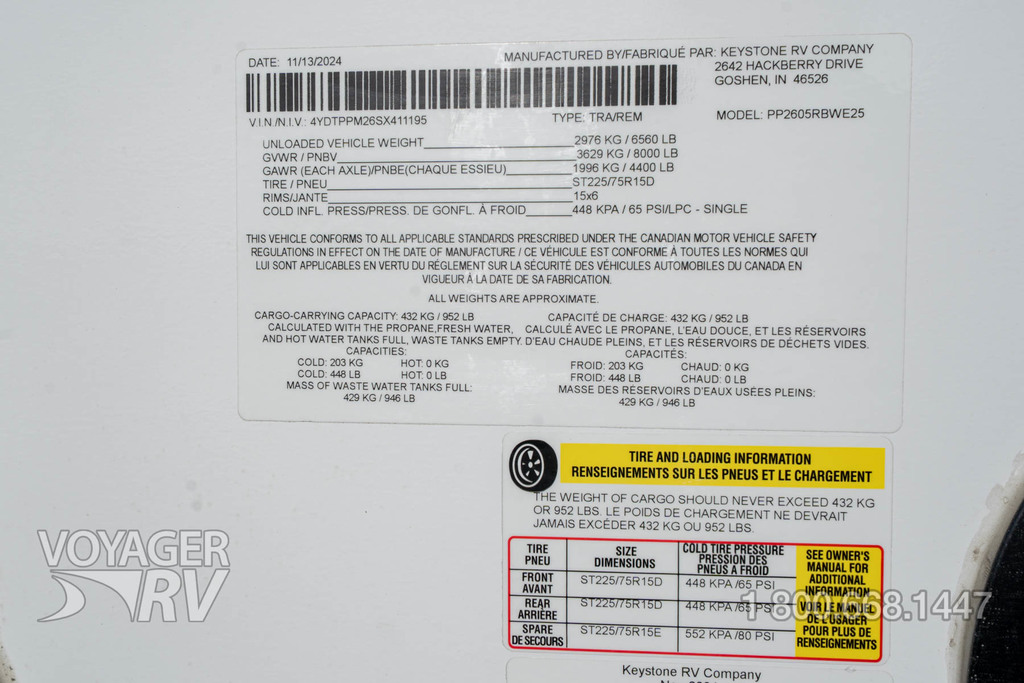 DATE: 11/13/2024
MANUFACTURED BY/FABRIQUÉ PAR: KEYSTONE RV COMPANY
2642 HACKBERRY DRIVE
GOSHEN, IN 46526
V.I.N./N.I.V.: 4YDTPPM26SX411195 TYPE: TRA/REM MODEL: PP2605RBWE25
UNLOADED VEHICLE WEIGHT 2976 KG / 6560 LB
GVWR / PNBV 3629 KG / 8000 LB
GAWR (EACH AXLE)/PNBE(CHAQUE ESSIEU) 1996 KG / 4400 LB
TIRE / PNEU ST225/75R15D
RIMS/JANTE 15x6
COLD INFL. PRESS/PRESS. DE GONFL. À FROID 448 KPA / 65 PSI/LPC - SINGLE
THIS VEHICLE CONFORMS TO ALL APPLICABLE STANDARDS PRESCRIBED UNDER THE CANADIAN MOTOR VEHICLE SAFETY
REGULATIONS IN EFFECT ON THE DATE OF MANUFACTURE / CE VÉHICULE EST CONFORME À TOUTES LES NORMES QUI
LUI SONT APPLICABLES EN VERTU DU RÉGLEMENT SUR LA SÉCURITÉ DES VÉHICULES AUTOMOBILES DU CANADA EN
VIGUEUR À LA DATE DE SA FABRICATION.
ALL WEIGHTS ARE APPROXIMATE.
CARGO-CARRYING CAPACITY: 432 KG / 952 LB
CALCULATED WITH THE PROPANE,FRESH WATER,
AND HOT WATER TANKS FULL, WASTE TANKS EMPTY.
CAPACITIES:
COLD: 203 KG HOT: 0 KG
COLD: 448 LB HOT: 0 LB
MASS OF WASTE WATER TANKS FULL:
429 KG / 946 LB
CAPACITÉ DE CHARGE: 432 KG / 952 LB
CALCULÉ AVEC LE PROPANE, L'EAU DOUCE, ET LES RÉSERVOIRS
D'EAU CHAUDE PLEINS, ET LES RÉSERVOIRS DE DÉCHETS VIDES.
CAPACITÉS:
FROID: 203 KG CHAUD: 0 KG
FROID: 448 LB CHAUD: 0 LB
MASSE DES RÉSERVOIRS D'EAUX USÉES PLEINS:
429 KG / 946 LB
TIRE AND LOADING INFORMATION
RENSEIGNEMENTS SUR LES PNEUS ET LE CHARGEMENT
THE WEIGHT OF CARGO SHOULD NEVER EXCEED 432 KG
OR 952 LBS. LE POIDS DE CHARGEMENT NE DEVRAIT
JAMAIS EXCÉDER 432 KG OU 952 LBS.
TIRE
PNEU
SIZE
DIMENSIONS
COLD TIRE PRESSURE
PRESSION DES
PNEUS A FROID
FRONT
AVANT
ST225/75R15D
448 KPA /65 PSI
REAR
ARRIÈRE
ST225/75R15D
448 KPA /65 PSI
SPARE
DE SECOURS
ST225/75R15E
552 KPA /80 PSI
SEE OWNER'S
MANUAL FOR
ADDITIONAL
INFORMATION
VOIR LE MANUEL
DE L'USAGER
POUR PLUS DE
RENSEIGNEMENTS
Keystone RV Company
VOYAGER
RV
1-800.668.1447